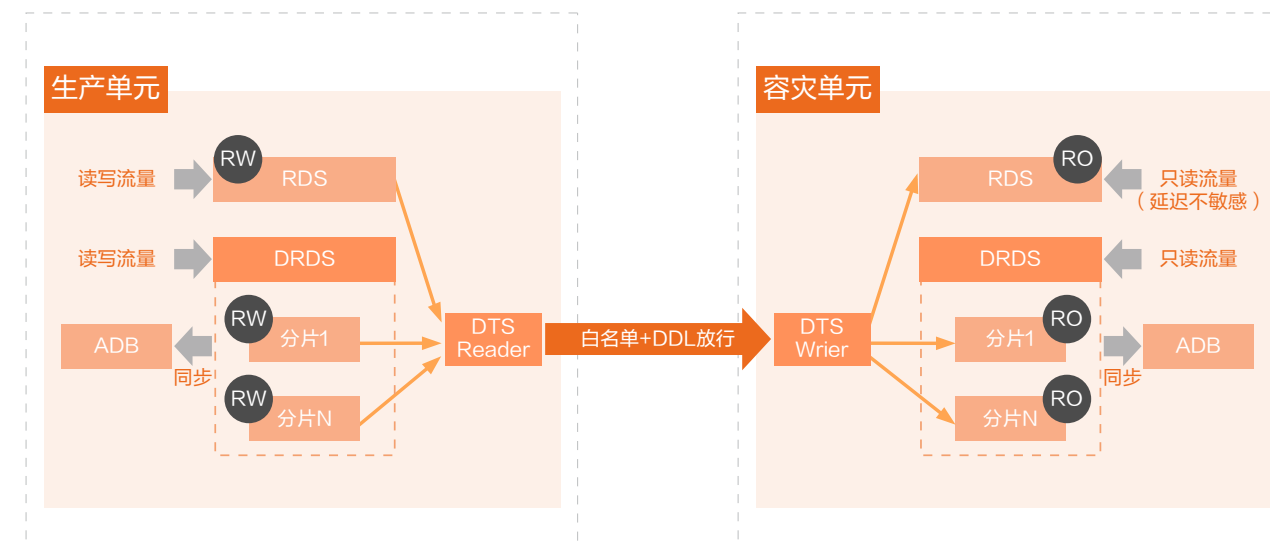 生产单元
读写流量
RW
RDS
读写流量
DRDS
RW
分片1
ADB
同步
RW
分片N
DTS
Reader
白名单+DDL放行
容灾单元
RDS
RO
只读流量
（延迟不敏感）
DRDS
只读流量
DTS
Wrier
RO
分片1
ADB
同步
RO
分片N